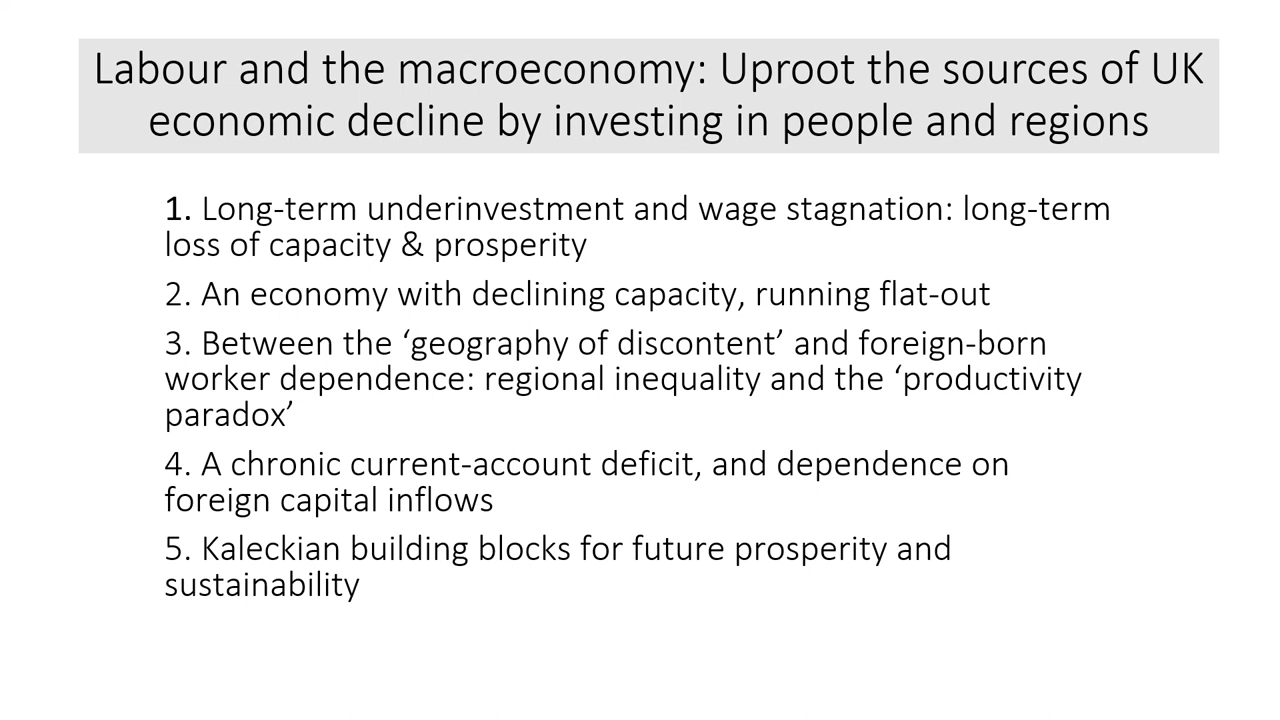 Labour and the macroeconomy: Uproot the sources of UK
economic decline by investing in people and regions
1. Long-term underinvestment and wage stagnation: long-term
loss of capacity & prosperity
2. An economy with declining capacity, running flat-out
3. Between the ‘geography of discontent’ and foreign-born
worker dependence: regional inequality and the ‘productivity
paradox’
4. A chronic current-account deficit, and dependence on
foreign capital inflows
5. Kaleckian building blocks for future prosperity and
sustainability